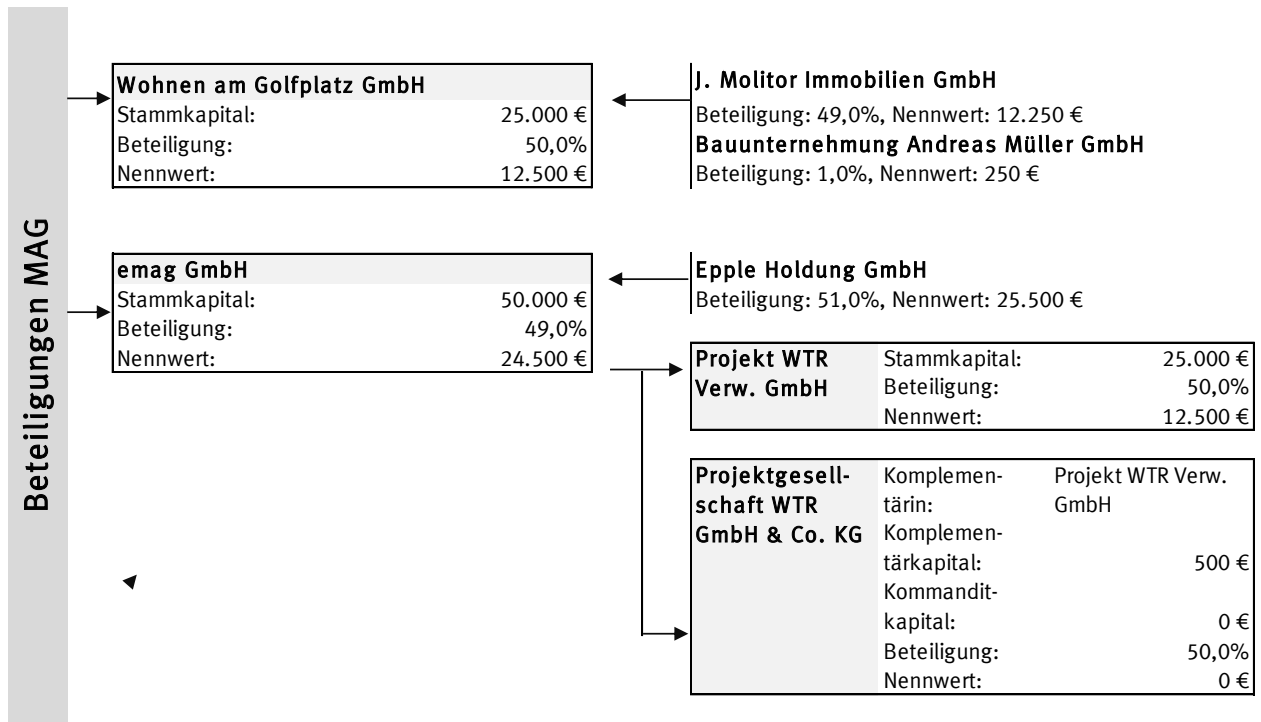 Beteiligungen MAG
Wohnen am Golfplatz GmbH
Stammkapital: 25.000 €
Beteiligung: 50,0%
Nennwert: 12.500 €
J. Molitor Immobilien GmbH
Beteiligung: 49,0%, Nennwert: 12.250 €
Bauunternehmung Andreas Müller GmbH
Beteiligung: 1,0%, Nennwert: 250 €
emag GmbH
Stammkapital: 50.000 €
Beteiligung: 49,0%
Nennwert: 24.500 €
Epple Holdung GmbH
Beteiligung: 51,0%, Nennwert: 25.500 €
Projekt WTR
Verw. GmbH
Stammkapital: 25.000 €
Beteiligung: 50,0%
Nennwert: 12.500 €
Projektgesell-
schaft WTR
GmbH & Co. KG
Komplemen- Projekt WTR Verw.
tärin: GmbH
Komplemen-
tärkapital: 500 €
Kommandit-
kapital: 0 €
Beteiligung: 50,0%
Nennwert: 0 €